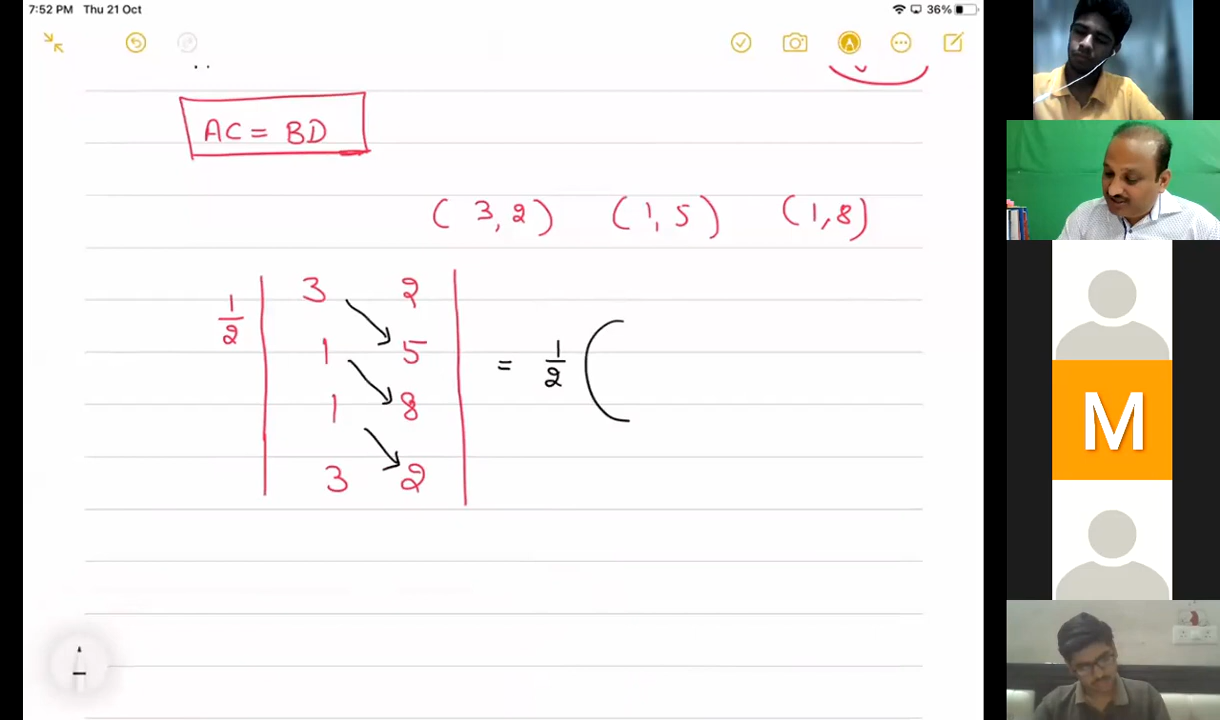 7:52 PM Thu 21 Oct 36%
AC = BD
(3,2) (1,5) (1,8)
1/2 | 3 2
1 5
1 8
3 2 | = 1/2 (
M